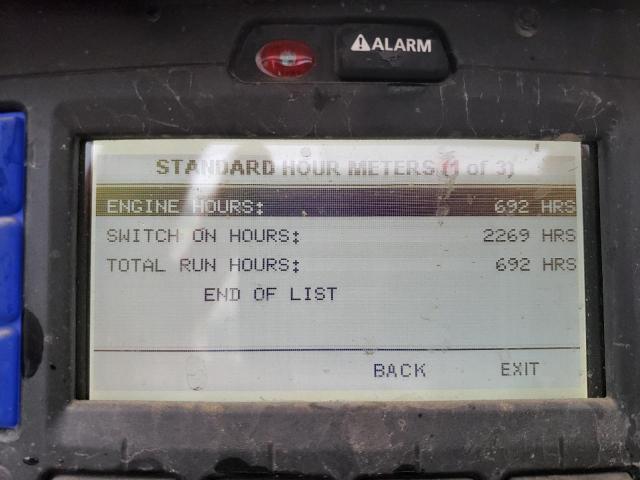 ⚠ALARM
STANDARD HOUR METERS (1 of 3)
ENGINE HOURS: 692 HRS
SWITCH ON HOURS: 2269 HRS
TOTAL RUN HOURS: 692 HRS
END OF LIST
BACK EXIT